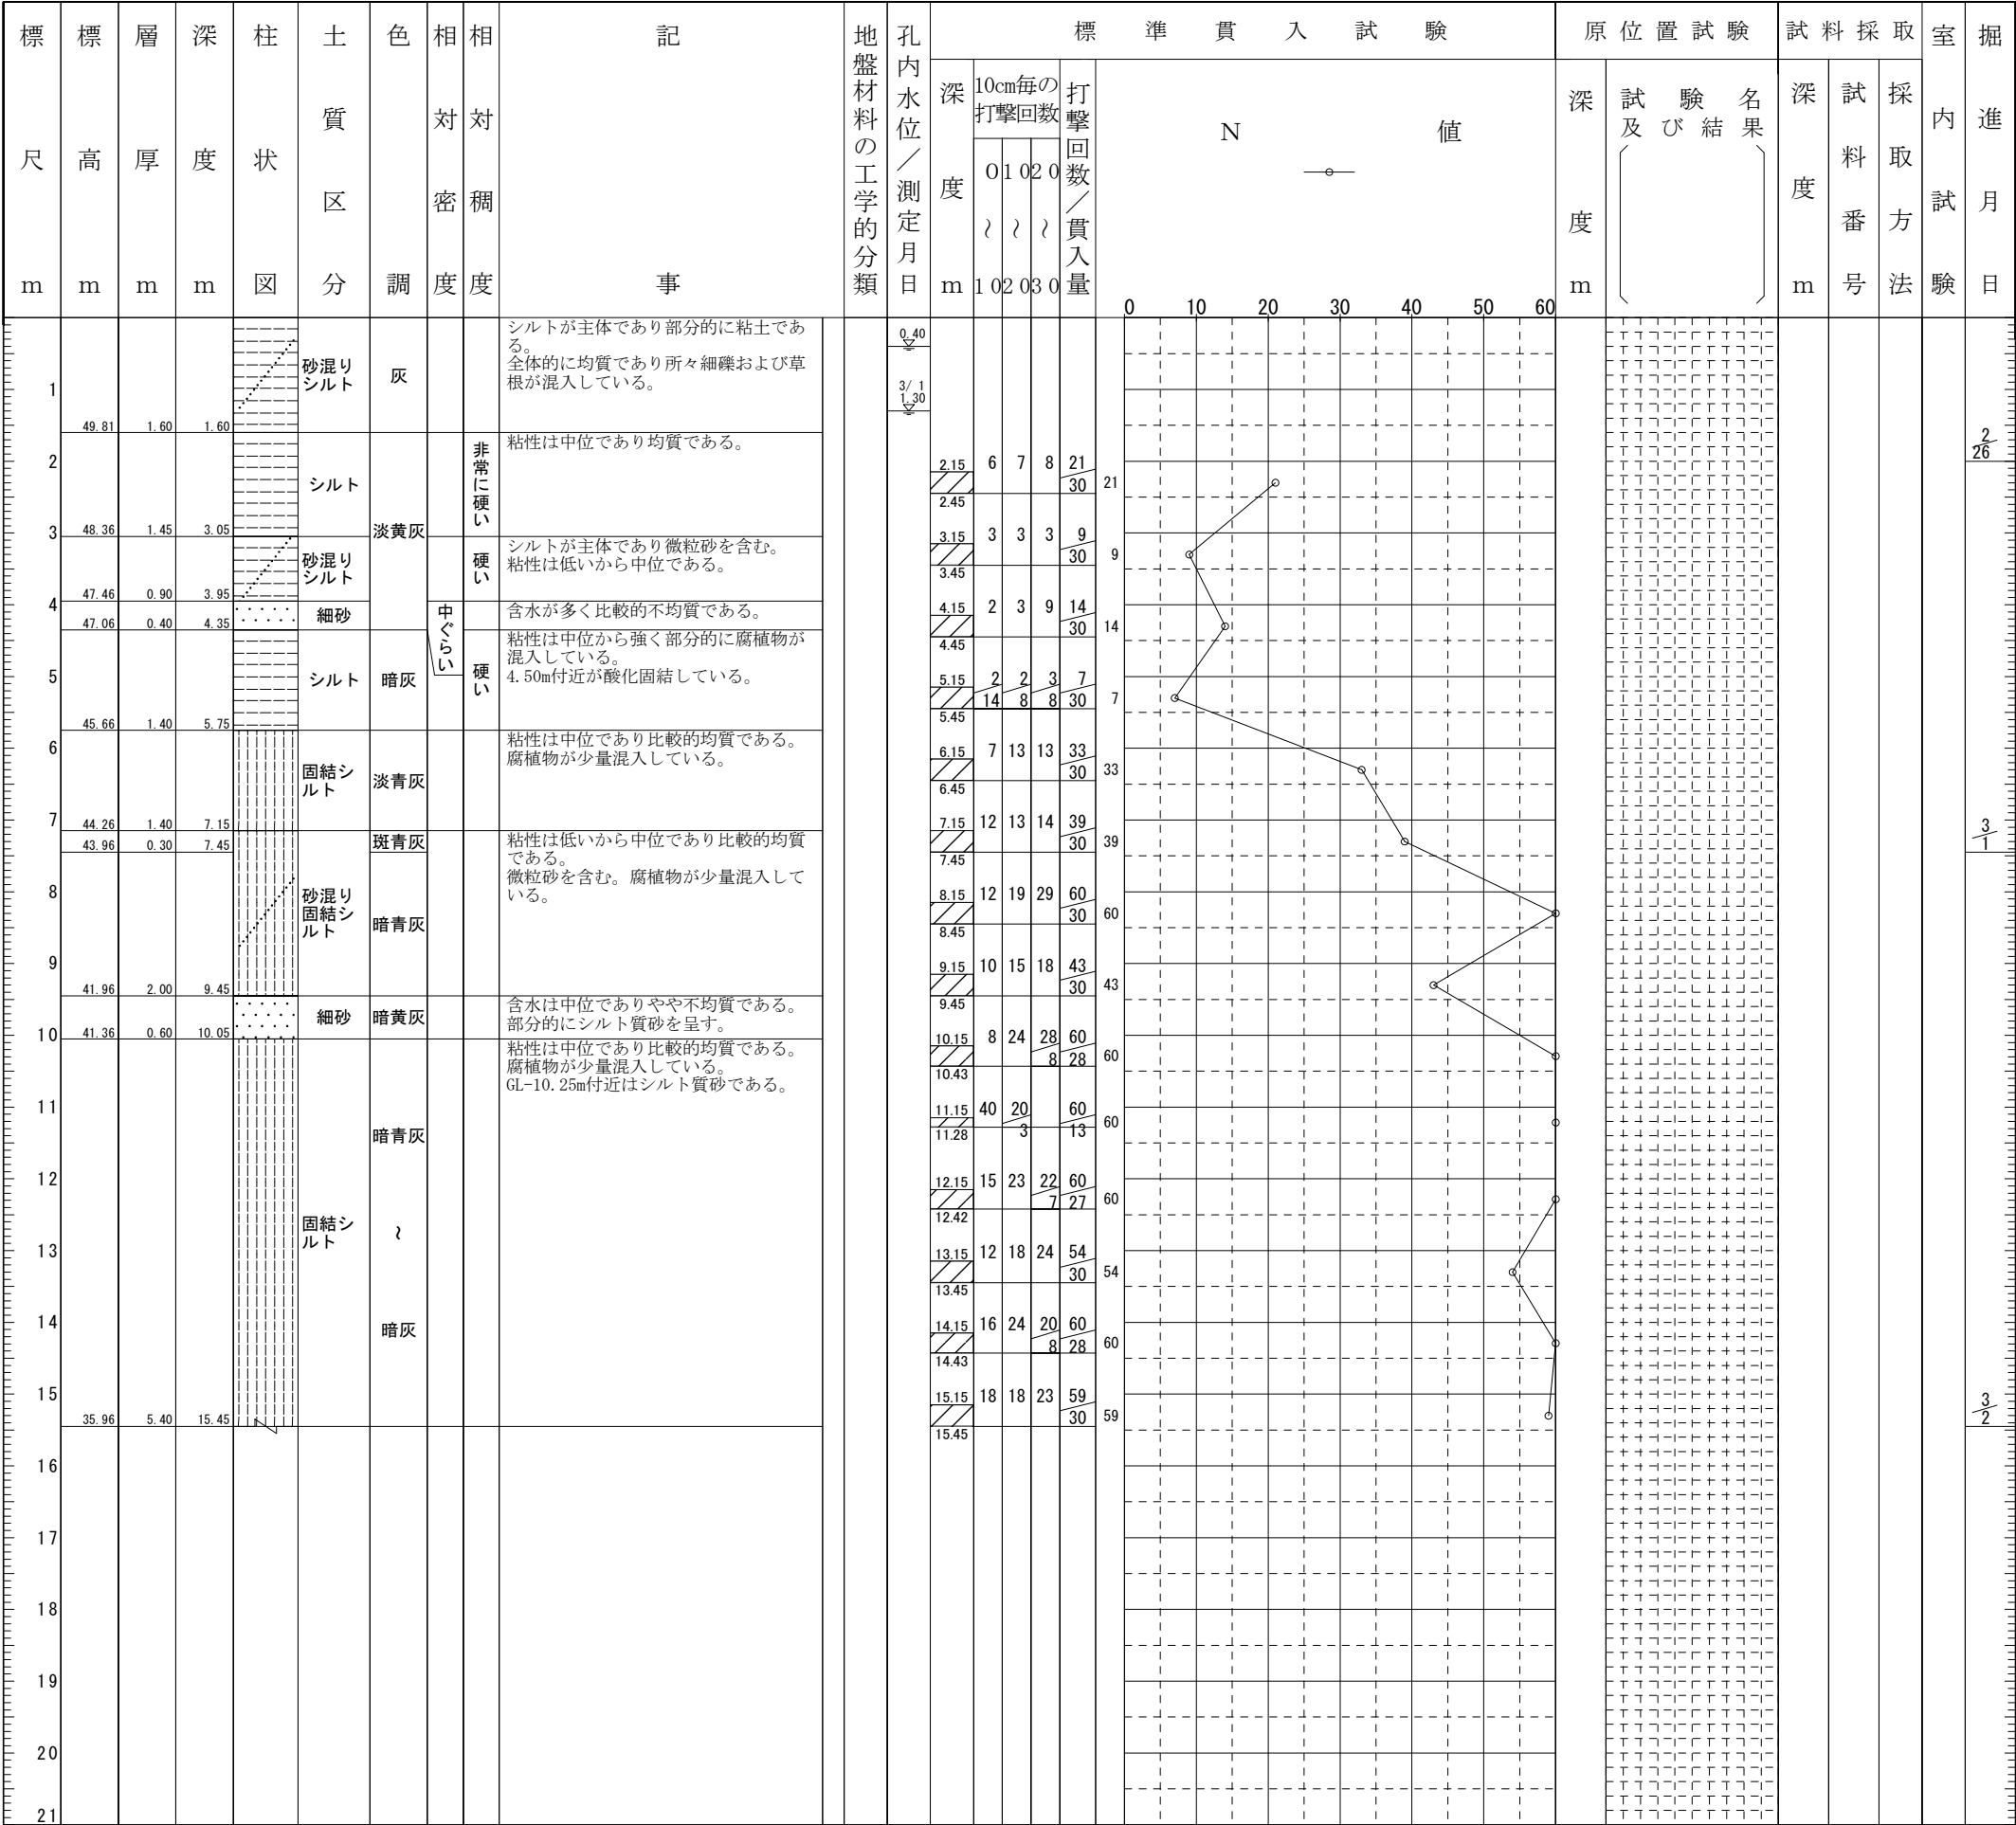 標尺 m
標高 m
層厚 m
深度 m
柱状図
土質区分
色調
相対密度
相対稠度
記事
地盤材料の工学的分類
孔内水位／測定月日
標準貫入試験
深度 m
10cm毎の
打撃回数
0 10 20
～ ～ ～
10 20 30
打撃回数／貫入量
N 値
0 10 20 30 40 50 60
原位置試験
深度 m
試験名
及び結果
試料採取
深度 m
試料番号
採取方法
室内試験
掘進月日
1
2
3
4
5
6
7
8
9
10
11
12
13
14
15
16
17
18
19
20
21
49.81 1.60 1.60
48.36 1.45 3.05
47.46 0.90 3.95
47.06 0.40 4.35
45.66 1.40 5.75
44.26 1.40 7.15
43.96 0.30 7.45
41.96 2.00 9.45
41.36 0.60 10.05
35.96 5.40 15.45
砂混り
シルト
シルト
砂混り
シルト
細砂
シルト
固結シ
ルト
砂混り
固結シ
ルト
細砂
固結シ
ルト
灰
淡黄灰
暗灰
淡青灰
斑青灰
暗青灰
暗黄灰
暗青灰
～
暗灰
中ぐらい
非常に硬い
硬い
硬い
シルトが主体であり部分的に粘土であ
る。
全体的に均質であり所々細礫および草
根が混入している。
粘性は中位であり均質である。
シルトが主体であり微粒砂を含む。
粘性は低いから中位である。
含水が多く比較的不均質である。
粘性は中位から強く部分的に腐植物が
混入している。
4.50m付近が酸化固結している。
粘性は中位であり比較的均質である。
腐植物が少量混入している。
粘性は低いから中位であり比較的均質
である。
微粒砂を含む。腐植物が少量混入して
いる。
含水は中位でありやや不均質である。
部分的にシルト質砂を呈す。
粘性は中位であり比較的均質である。
腐植物が少量混入している。
GL-10.25m付近はシルト質砂である。
0.40
3/ 1
1.30
2.15 6 7 8 21
30 21
2.45
3.15 3 3 3 9
30 9
3.45
4.15 2 3 9 14
30 14
4.45
5.15 2 2 3 7
14 8 8 30 7
5.45
6.15 7 13 13 33
30 33
6.45
7.15 12 13 14 39
30 39
7.45
8.15 12 19 29 60
30 60
8.45
9.15 10 15 18 43
30 43
9.45
10.15 8 24 28 60
8 28 60
10.43
11.15 40 20 60
3 13 60
11.28
12.15 15 23 22 60
7 27 60
12.42
13.15 12 18 24 54
30 54
13.45
14.15 16 24 20 60
8 28 60
14.43
15.15 18 18 23 59
30 59
15.45
2
26
3
1
3
2